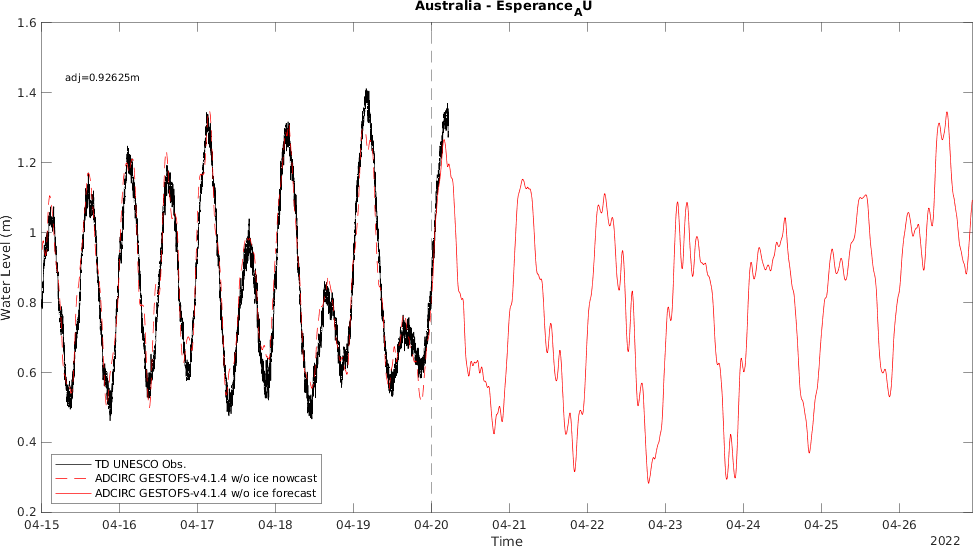 Australia - Esperance_AU
adj=0.92625m
1.6
1.4
1.2
1
0.8
0.6
0.4
0.2
Water Level (m)
TD UNESCO Obs.
ADCIRC GESTOFS-v4.1.4 w/o ice nowcast
ADCIRC GESTOFS-v4.1.4 w/o ice forecast
04-15 04-16 04-17 04-18 04-19 04-20 04-21 04-22 04-23 04-24 04-25 04-26
Time
2022